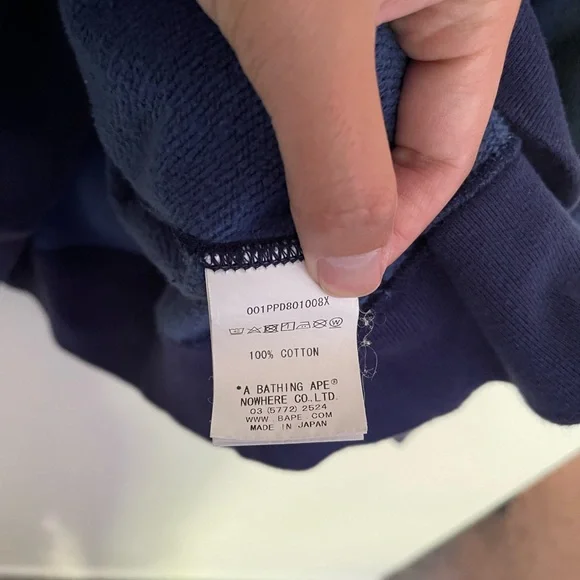 001PPD801008X
100% COTTON
*A BATHING APE®
NOWHERE CO.,LTD.
03 (5772) 2524
WWW. BAPE. COM
MADE IN JAPAN